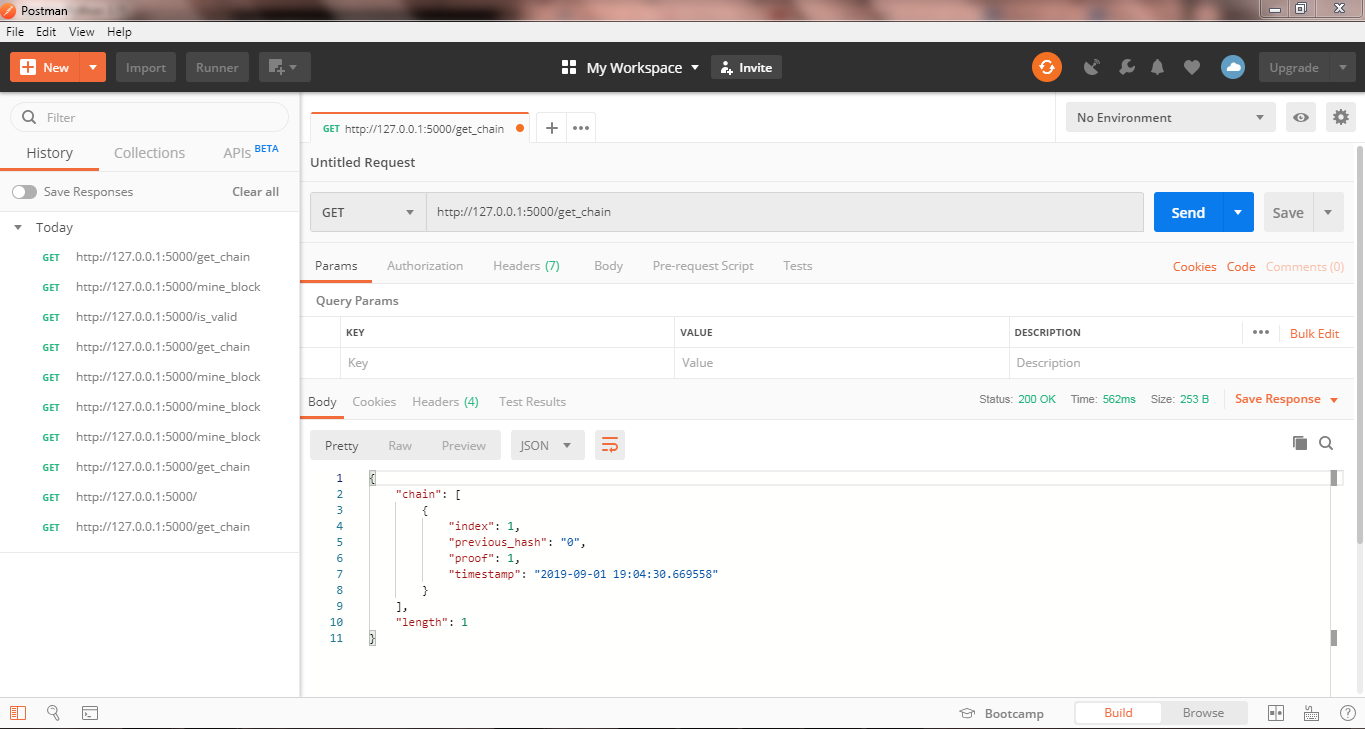 Postman
File Edit View Help
New Import Runner My Workspace Invite Upgrade
Filter
History Collections APIs BETA
Save Responses Clear all
Today
GET http://127.0.0.1:5000/get_chain
GET http://127.0.0.1:5000/mine_block
GET http://127.0.0.1:5000/is_valid
GET http://127.0.0.1:5000/get_chain
GET http://127.0.0.1:5000/mine_block
GET http://127.0.0.1:5000/mine_block
GET http://127.0.0.1:5000/mine_block
GET http://127.0.0.1:5000/get_chain
GET http://127.0.0.1:5000/
GET http://127.0.0.1:5000/get_chain
GET http://127.0.0.1:5000/get_chain No Environment
Untitled Request
GET http://127.0.0.1:5000/get_chain Send Save
Params Authorization Headers (7) Body Pre-request Script Tests Cookies Code Comments (0)
Query Params
KEY VALUE DESCRIPTION Bulk Edit
Key Value Description
Body Cookies Headers (4) Test Results Status: 200 OK Time: 562ms Size: 253 B Save Response
Pretty Raw Preview JSON
1 {
2 "chain": [
3 {
4 "index": 1,
5 "previous_hash": "0",
6 "proof": 1,
7 "timestamp": "2019-09-01 19:04:30.669558"
8 }
9 ],
10 "length": 1
11 }
Bootcamp Build Browse